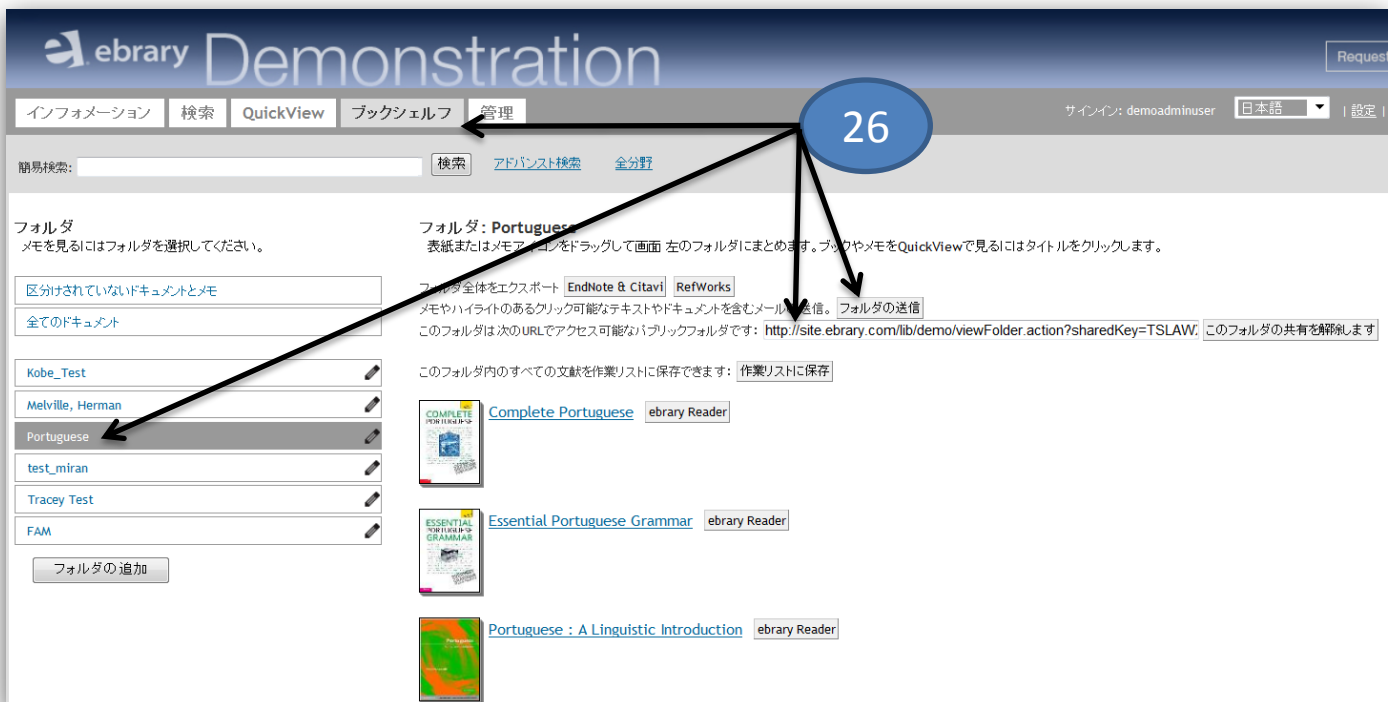 ebrary Demonstration
Request
インフォメーション 検索 QuickView ブックシェルフ 管理
サインイン: demoadminuser 日本語 | 設定 |
26
簡易検索: 検索 アドバンスト検索 全分野
フォルダ
メモを見るにはフォルダを選択してください。
区分けされていないドキュメントとメモ
全てのドキュメント
Kobe_Test
Melville, Herman
Portuguese
test_miran
Tracey Test
FAM
フォルダの追加
フォルダ: Portuguese
表紙またはメモアイコンをドラッグして画面 左のフォルダにまとめます。ブックやメモをQuickViewで見るにはタイトルをクリックします。
フォルダ全体をエクスポート EndNote & Citavi RefWorks
メモやハイライトのあるクリック可能なテキストやドキュメントを含むメールの送信。 フォルダの送信
このフォルダは次のURLでアクセス可能なパブリックフォルダです: http://site.ebrary.com/lib/demo/viewFolder.action?sharedKey=TSLAW このフォルダの共有を解除します
このフォルダ内のすべての文献を作業リストに保存できます: 作業リストに保存
COMPLETE
PORTUGUESE
Complete Portuguese ebrary Reader
ESSENTIAL
PORTUGUESE
GRAMMAR
Essential Portuguese Grammar ebrary Reader
Portuguese
Portuguese : A Linguistic Introduction ebrary Reader